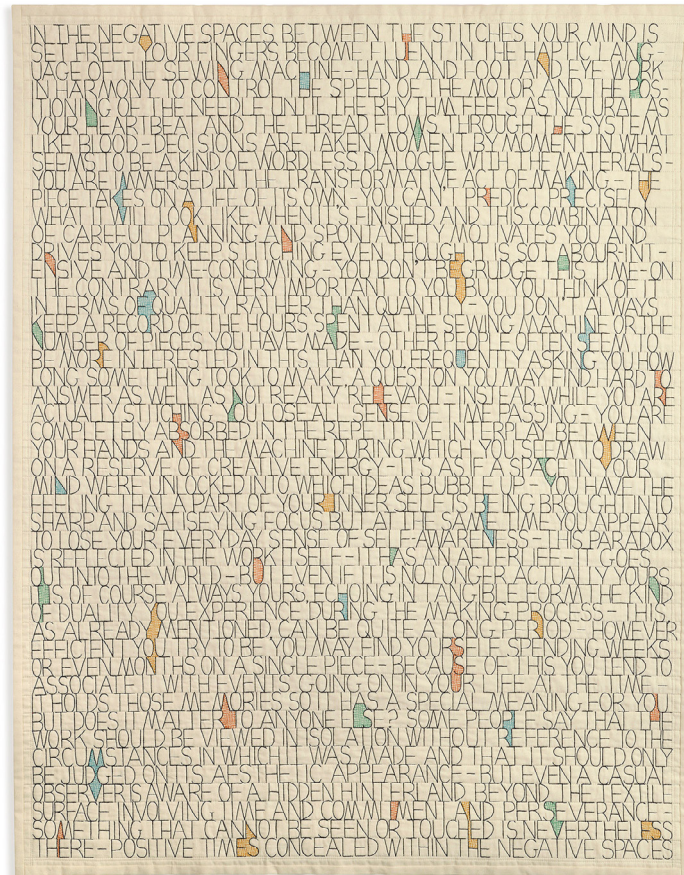 IN THE NEGATIVE SPACES BETWEEN THE STITCHES YOUR MIND IS
SET FREE – YOUR FINGERS BECOME FLUENT IN THE HAPTIC LANG-
UAGE OF THE SEWING MACHINE – HAND AND FOOT AND EYE WORK
IN HARMONY TO CONTROL THE SPEED OF THE MOTOR AND THE POSI-
TIONING OF THE NEEDLE UNTIL THE RHYTHM FEELS AS NATURAL AS
YOUR HEARTBEAT AND THE THREAD FLOWS THROUGH THE SYSTEM
LIKE BLOOD – DECISIONS ARE TAKEN MOMENT BY MOMENT IN WHAT
SEEMS TO BE A KIND OF WORDLESS DIALOGUE WITH THE MATERIALS –
YOU ARE IMMERSED IN THE TRANSFORMATIVE ACT OF MAKING – THE
PIECE TAKES ON A LIFE OF ITS OWN – YOU CAN'T PREDICT PRECISELY
WHAT IT WILL LOOK LIKE WHEN IT'S FINISHED AND THIS COMBINATION
OF CAREFUL PLANNING AND SPONTANEITY MOTIVATES YOU AND
DRIVES YOU TO KEEP STITCHING EVEN THOUGH IT IS SO LABOUR INT-
ENSIVE AND TIME-CONSUMING – YOU DON'T BEGRUDGE THIS TIME – ON
THE CONTRARY IT IS VERY IMPORTANT TO YOU – YOU THINK OF IT
IN TERMS OF QUALITY RATHER THAN QUANTITY – YOU DON'T ALWAYS
KEEP A RECORD OF THE HOURS SPENT AT THE SEWING MACHINE OR THE
NUMBER OF PIECES YOU HAVE MADE – OTHER PEOPLE OFTEN SEEM TO
BE MORE INTERESTED IN THIS THAN YOU FREQUENTLY ASKING YOU HOW
LONG SOMETHING TOOK TO MAKE A QUESTION YOU MAY FIND HARD TO
ANSWER AS WELL AS NOT REALLY RELEVANT – INSTEAD WHILE YOU ARE
ACTUALLY STITCHING YOU LOSE ALL SENSE OF TIME PASSING – YOU ARE
COMPLETELY ABSORBED IN THE REPETITIVE INTERPLAY BETWEEN
YOUR HANDS AND THE MACHINE DURING WHICH YOU SEEM TO DRAW
ON A RESERVE OF CREATIVE ENERGY – IT'S AS IF A SPACE IN YOUR
MIND WERE UNLOCKED INTO WHICH IDEAS BUBBLE UP – YOU HAVE THE
FEELING THAT A PART OF YOUR INNER SELF IS BEING BROUGHT INTO
SHARP AND SATISFYING FOCUS BUT AT THE SAME TIME YOU APPEAR
TO LOSE YOUR EVERYDAY SENSE OF SELF-AWARENESS – THIS PARADOX
IS REFLECTED IN THE WORK ITSELF – IT HAS AN AFTERLIFE – IT GOES
OUT INTO THE WORLD – BUT EVEN IF IT IS NO LONGER ACTUALLY YOURS
IT IS OF COURSE ALWAYS YOURS, HOLDING IN TANGIBLE FORM THE KIND
OF DUALITY YOU EXPERIENCE DURING THE MAKING PROCESS – THIS
AS ALREADY MENTIONED CAN BE QUITE A LONG PERIOD – HOWEVER
EFFICIENT YOU TRY TO BE YOU MAY FIND YOURSELF SPENDING WEEKS
OR EVEN MONTHS ON A SINGLE PIECE – BECAUSE OF THIS YOU TEND TO
ASSOCIATE IT WITH EVENTS GOING ON IN YOUR LIFE AT THE TIME –
THUS THOSE MEMORIES ALSO HAVE A SPECIAL MEANING FOR YOU
BUT DOES IT MATTER TO ANYONE ELSE? SOME PEOPLE SAY THAT THE
WORK SHOULD BE VIEWED IN ISOLATION WITHOUT REFERENCE TO THE
CIRCUMSTANCES IN WHICH IT WAS MADE AND THAT IT SHOULD ONLY
BE JUDGED ON ITS AESTHETIC APPEARANCE – BUT EVEN A CASUAL
OBSERVER IS AWARE OF A HIDDEN HINTERLAND BEYOND THE TEXTILE
SURFACE INVOLVING TIME AND COMMITMENT AND PERSEVERANCE
SOMETHING THAT CANNOT BE SEEN OR TOUCHED IS NEVERTHELESS
THERE – POSITIVE TIMES CONCEALED WITHIN THE NEGATIVE SPACES